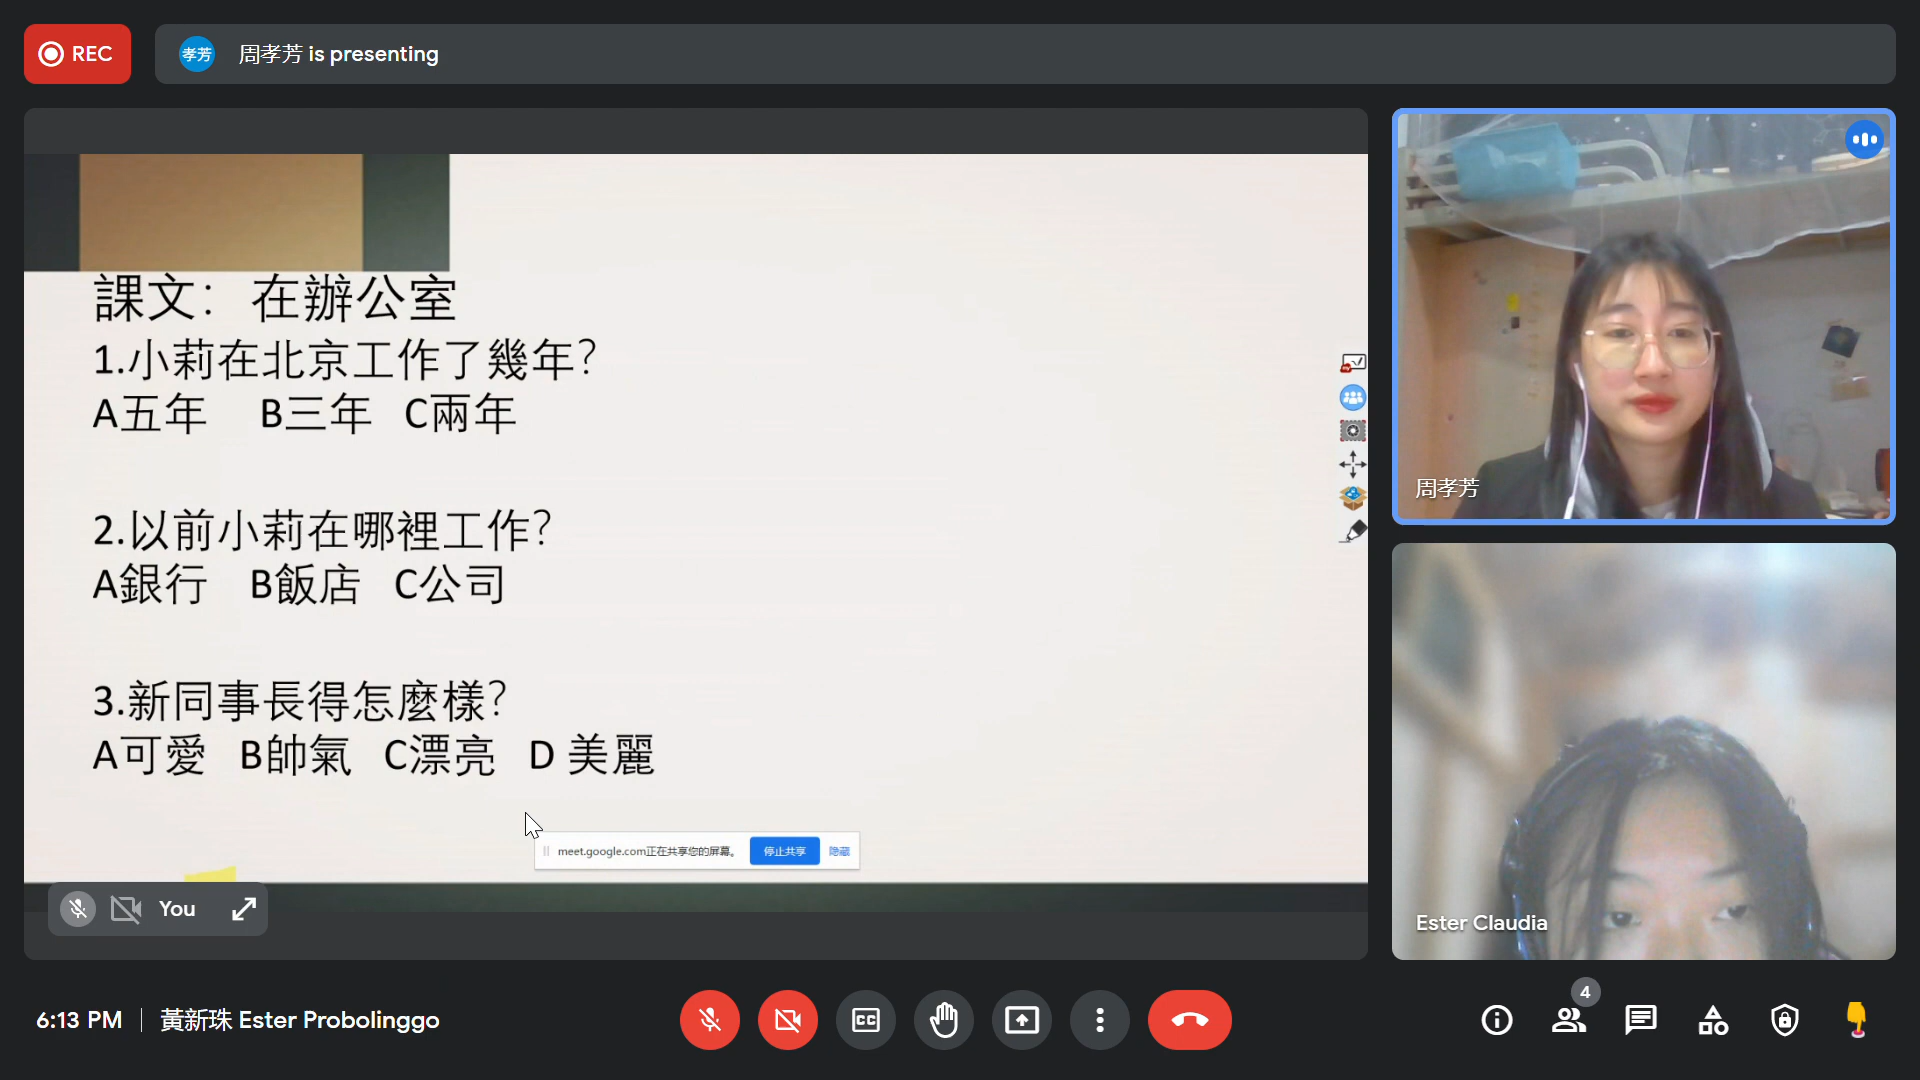 REC
孝芳
周孝芳 is presenting
課文：在辦公室
1.小莉在北京工作了幾年？
A五年 B三年 C兩年
2.以前小莉在哪裡工作？
A銀行 B飯店 C公司
3.新同事長得怎麼樣？
A可愛 B帥氣 C漂亮 D 美麗
meet.google.com正在共享您的屏幕。 停止共享 隐藏
You
周孝芳
Ester Claudia
6:13 PM | 黃新珠 Ester Probolinggo
CC
4